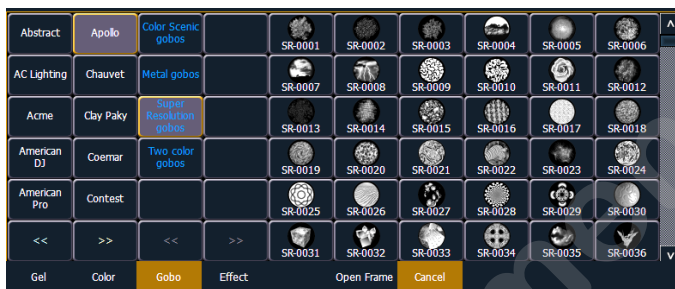 Abstract
Apollo
Color Scenic
gobos
SR-0001
SR-0002
SR-0003
SR-0004
SR-0005
SR-0006
AC Lighting
Chauvet
Metal gobos
SR-0007
SR-0008
SR-0009
SR-0010
SR-0011
SR-0012
Acme
Clay Paky
Super
Resolution
gobos
SR-0013
SR-0014
SR-0015
SR-0016
SR-0017
SR-0018
American
DJ
Coemar
Two color
gobos
SR-0019
SR-0020
SR-0021
SR-0022
SR-0023
SR-0024
American
Pro
Contest
SR-0025
SR-0026
SR-0027
SR-0028
SR-0029
SR-0030
<<
>>
<<
>>
SR-0031
SR-0032
SR-0033
SR-0034
SR-0035
SR-0036
Gel
Color
Gobo
Effect
Open Frame
Cancel